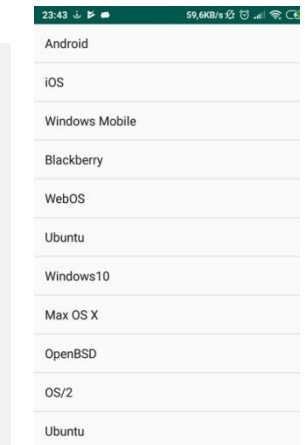 23:43 59,6KB/s
Android
iOS
Windows Mobile
Blackberry
WebOS
Ubuntu
Windows10
Max OS X
OpenBSD
OS/2
Ubuntu